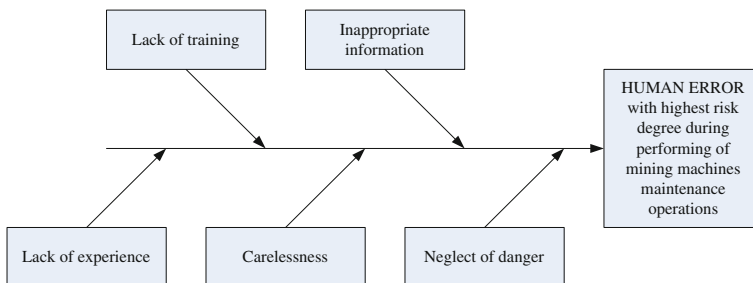 Lack of training
Inappropriate
information
HUMAN ERROR
with highest risk
degree during
performing of
mining machines
maintenance
operations
Lack of experience
Carelessness
Neglect of danger